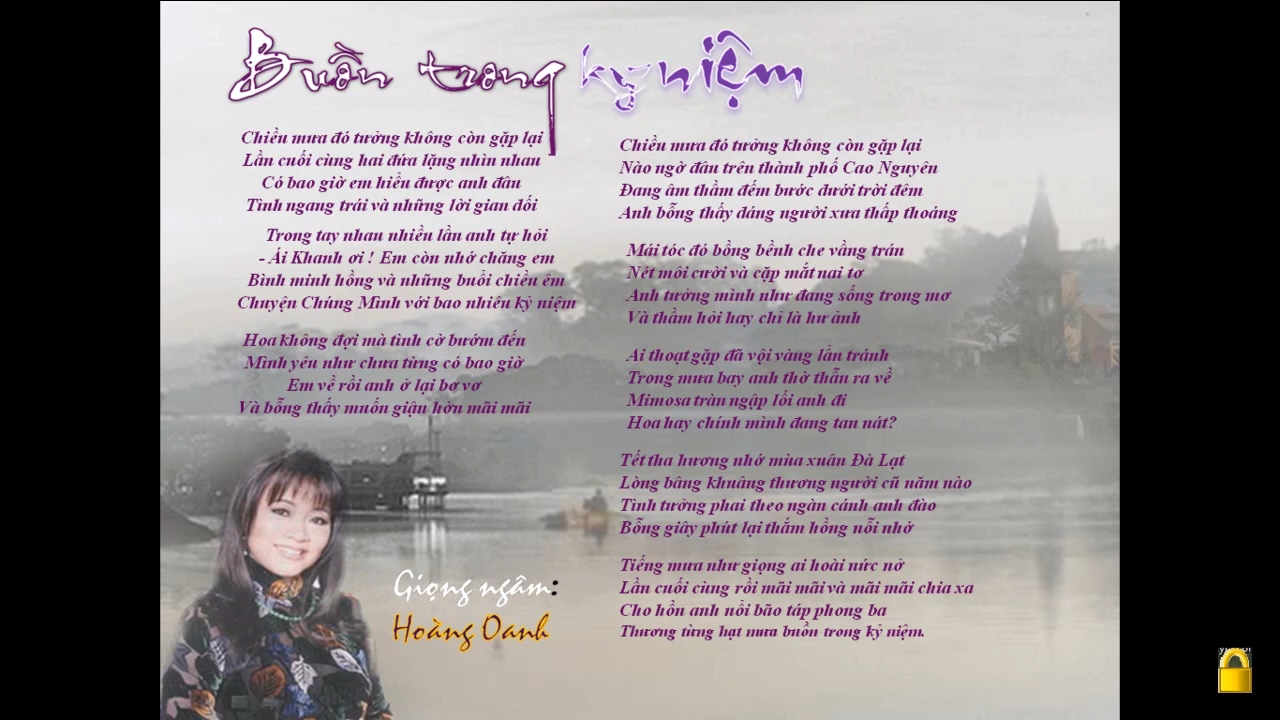 Buồn trong kỷ niệm
Chiều mưa đó tưởng không còn gặp lại
Lần cuối cùng hai đứa lặng nhìn nhau
Có bao giờ em hiểu được anh đâu
Tình ngang trái và những lời gian dối
Trong tay nhau nhiều lần anh tự hỏi
- Ái Khanh ơi ! Em còn nhớ chăng em
Bình minh hồng và những buổi chiều êm
Chuyện Chúng Mình với bao nhiêu kỷ niệm
Hoa không đợi mà tình cờ bướm đến
Mình yêu như chưa từng có bao giờ
Em về rồi anh ở lại bơ vơ
Và bỗng thấy muốn giận hờn mãi mãi
Chiều mưa đó tưởng không còn gặp lại
Nào ngờ đâu trên thành phố Cao Nguyên
Đang âm thầm đếm bước dưới trời đêm
Anh bỗng thấy dáng người xưa thấp thoáng
Mái tóc đó bồng bềnh che vầng trán
Nét môi cười và cặp mắt nai tơ
Anh tưởng mình như đang sống trong mơ
Và thầm hỏi hay chỉ là hư ảnh
Ai thoạt gặp đã vội vàng lẩn tránh
Trong mưa bay anh thờ thẫn ra về
Mimosa tràn ngập lối anh đi
Hoa hay chính mình đang tan nát?
Tết tha hương nhớ mùa xuân Đà Lạt
Lòng bâng khuâng thương người cũ năm nào
Tình tưởng phai theo ngàn cánh anh đào
Bỗng giây phút lại thắm hồng nỗi nhớ
Tiếng mưa như giọng ai hoài nức nở
Lần cuối cùng rồi mãi mãi và mãi mãi chia xa
Cho hồn anh nổi bão táp phong ba
Thương từng hạt mưa buồn trong kỷ niệm.
Giọng ngâm:
Hoàng Oanh